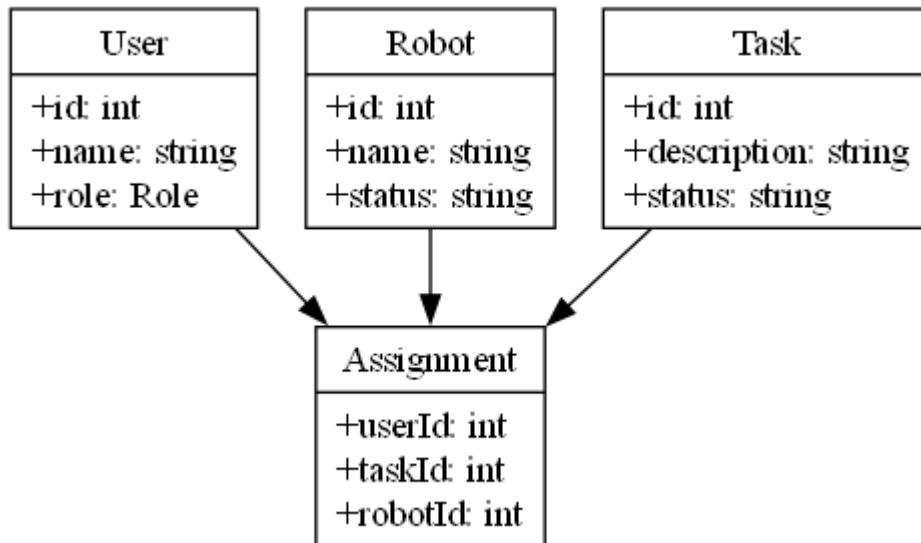 User
+id: int
+name: string
+role: Role
Robot
+id: int
+name: string
+status: string
Task
+id: int
+description: string
+status: string
Assignment
+userId: int
+taskId: int
+robotId: int